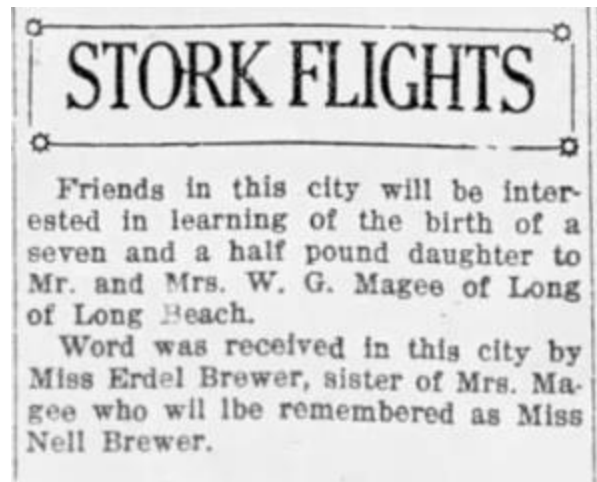 STORK FLIGHTS
Friends in this city will be inter-
ested in learning of the birth of a
seven and a half pound daughter to
Mr. and Mrs. W. G. Magee of Long
of Long Beach.
Word was received in this city by
Miss Erdel Brewer, sister of Mrs. Ma-
gee who wil lbe remembered as Miss
Nell Brewer.